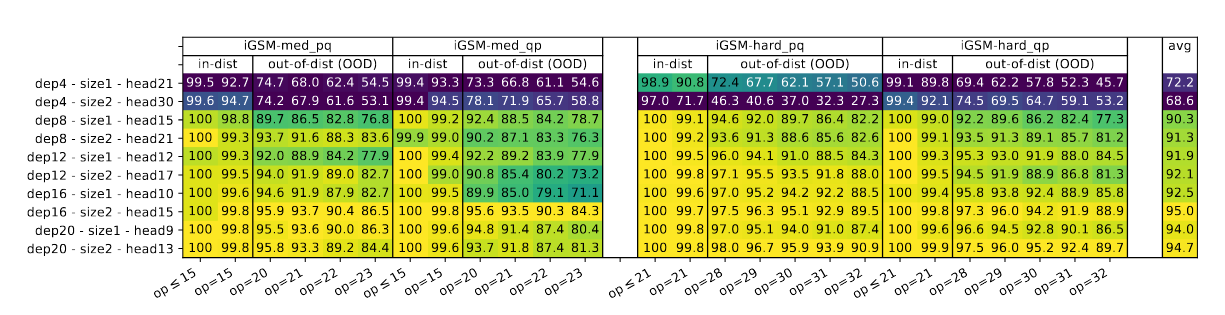 iGSM-med_pq iGSM-med_qp iGSM-hard_pq iGSM-hard_qp avg
in-dist out-of-dist (OOD) in-dist out-of-dist (OOD) in-dist out-of-dist (OOD) in-dist out-of-dist (OOD)
dep4 - size1 - head21 99.5 92.7 74.7 68.0 62.4 54.5 99.4 93.3 73.3 66.8 61.1 54.6 98.9 90.8 72.4 67.7 62.1 57.1 50.6 99.1 89.8 69.4 62.2 57.8 52.3 45.7 72.2
dep4 - size2 - head30 99.6 94.7 74.2 67.9 61.6 53.1 99.4 94.5 78.1 71.9 65.7 58.8 97.0 71.7 46.3 40.6 37.0 32.3 27.3 99.4 92.1 74.5 69.5 64.7 59.1 53.2 68.6
dep8 - size1 - head15 100 98.8 89.7 86.5 82.8 76.8 100 99.2 92.4 88.5 84.2 78.7 100 99.1 94.6 92.0 89.7 86.4 82.2 100 99.0 92.2 89.6 86.2 82.4 77.3 90.3
dep8 - size2 - head21 100 99.3 93.7 91.6 88.3 83.6 99.9 99.0 90.2 87.1 83.3 76.3 100 99.2 93.6 91.3 88.6 85.6 82.6 100 99.1 93.5 91.3 89.1 85.7 81.2 91.3
dep12 - size1 - head12 100 99.3 92.0 88.9 84.2 77.9 100 99.4 92.2 89.2 83.9 77.9 100 99.5 96.0 94.1 91.0 88.5 84.3 100 99.3 95.3 93.0 91.9 88.0 84.5 91.9
dep12 - size2 - head17 100 99.5 94.0 91.9 89.0 82.7 100 99.0 90.8 85.4 80.2 73.2 100 99.8 97.1 95.5 93.5 91.8 88.0 100 99.5 94.5 91.9 88.9 86.8 81.3 92.1
dep16 - size1 - head10 100 99.6 94.6 91.9 87.9 82.7 100 99.5 89.9 85.0 79.1 71.1 100 99.6 97.0 95.2 94.2 92.2 88.5 100 99.4 95.8 93.8 92.4 88.9 85.8 92.5
dep16 - size2 - head15 100 99.8 95.9 93.7 90.4 86.5 100 99.8 95.6 93.5 90.3 84.3 100 99.7 97.5 96.3 95.1 92.9 89.5 100 99.8 97.3 96.0 94.2 91.9 88.9 95.0
dep20 - size1 - head9 100 99.8 95.5 93.6 90.0 86.3 100 99.6 94.8 91.4 87.4 80.4 100 99.8 97.1 95.9 94.0 91.0 87.4 100 99.6 96.6 94.5 92.8 90.1 86.5 94.0
dep20 - size2 - head13 100 99.8 95.8 93.3 89.2 84.4 100 99.6 93.7 91.8 87.4 81.3 100 99.8 98.0 96.7 95.9 93.9 90.9 100 99.9 97.5 96.0 95.2 92.4 89.7 94.7
op ≤ 15 op=15 op=20 op=21 op=22 op=23 op ≤ 15 op=15 op=20 op=21 op=22 op=23 op ≤ 21 op=21 op=28 op=29 op=30 op=31 op=32 op ≤ 21 op=21 op=28 op=29 op=30 op=31 op=32